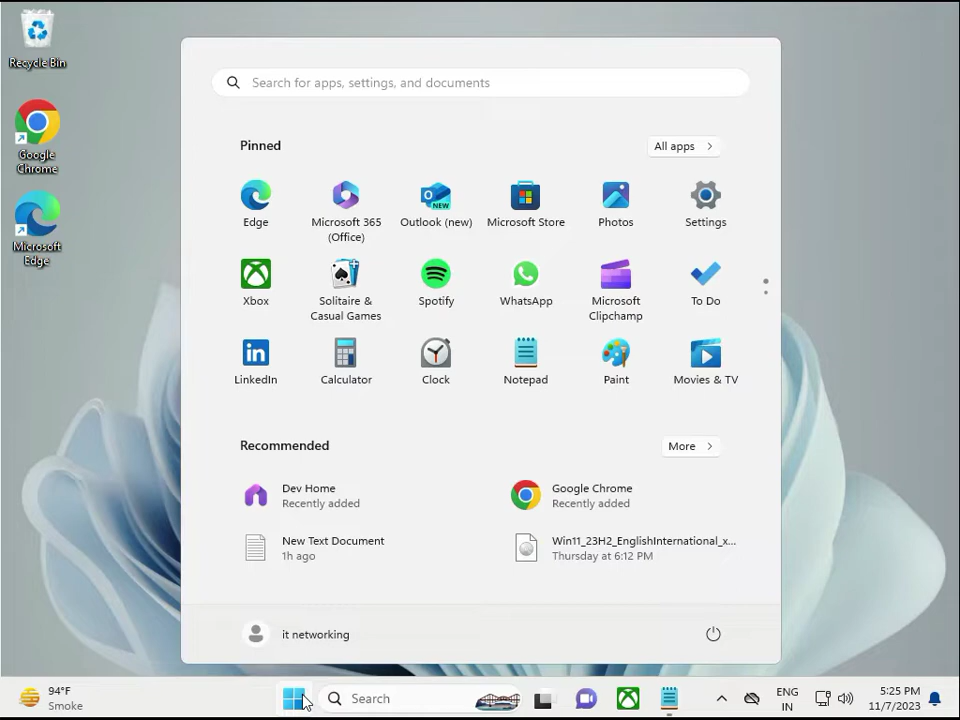 Recycle Bin
Google
Chrome
Microsoft
Edge
Search for apps, settings, and documents
Pinned
All apps
Edge
Microsoft 365
(Office)
NEW
Outlook (new)
Microsoft Store
Photos
Settings
Xbox
Solitaire &
Casual Games
Spotify
WhatsApp
Microsoft
Clipchamp
To Do
LinkedIn
Calculator
Clock
Notepad
Paint
Movies & TV
Recommended
More
Dev Home
Recently added
Google Chrome
Recently added
New Text Document
1h ago
Win11_23H2_EnglishInternational_x...
Thursday at 6:12 PM
it networking
94°F
Smoke
Search
ENG
IN
5:25 PM
11/7/2023